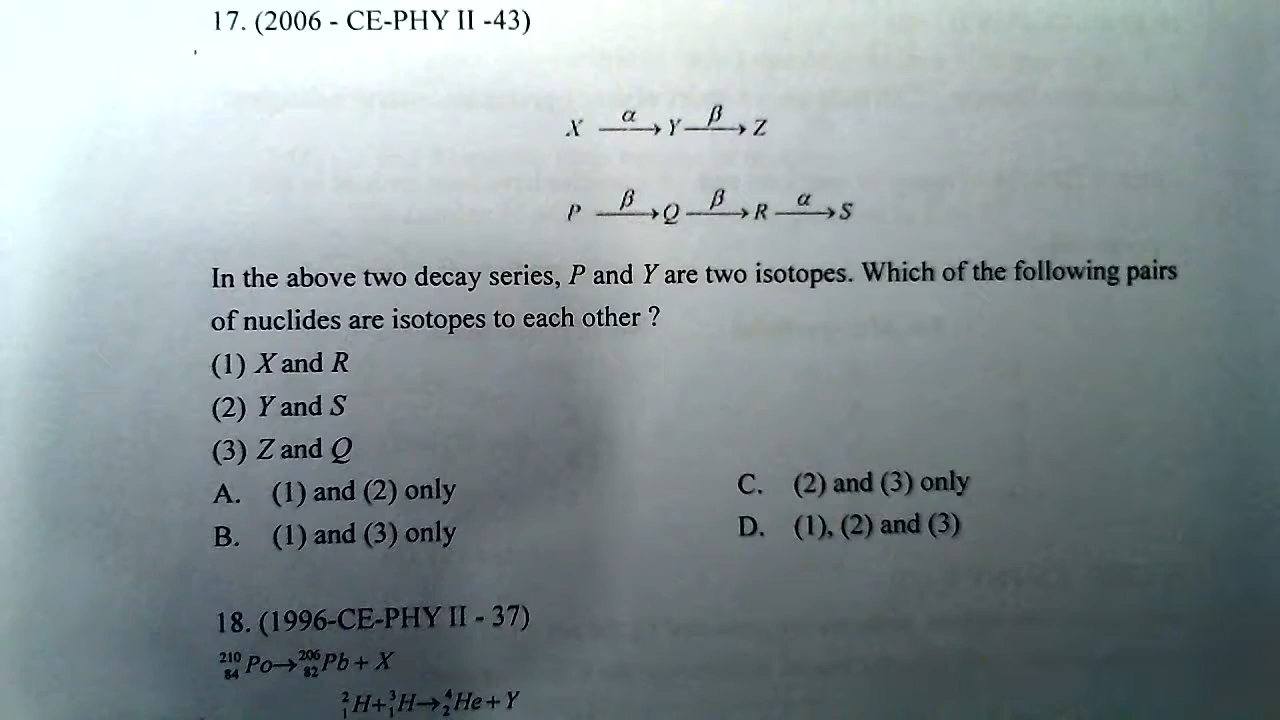 17. (2006 - CE-PHY II -43)
X —α→ Y —β→ Z
P —β→ Q —β→ R —α→ S
In the above two decay series, P and Y are two isotopes. Which of the following pairs
of nuclides are isotopes to each other ?
(1) X and R
(2) Y and S
(3) Z and Q
A. (1) and (2) only
C. (2) and (3) only
B. (1) and (3) only
D. (1), (2) and (3)
18. (1996-CE-PHY II - 37)
²¹⁰₈₄Po→²⁰⁶₈₂Pb + X
²₁H+³₁H→⁴₂He+Y